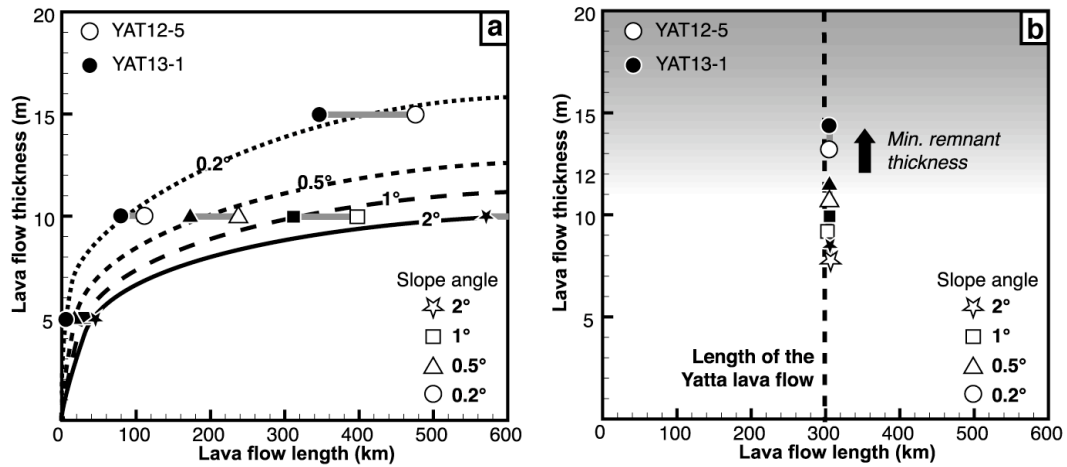 a
YAT12-5
YAT13-1
0.2°
0.5°
1°
2°
Slope angle
2°
1°
0.5°
0.2°
20
15
10
5
0
0 100 200 300 400 500 600
Lava flow thickness (m)
Lava flow length (km)
b
YAT12-5
YAT13-1
Min. remnant
thickness
Slope angle
2°
1°
0.5°
0.2°
Length of the
Yatta lava flow
20
15
10
5
0
0 100 200 300 400 500 600
Lava flow thickness (m)
Lava flow length (km)